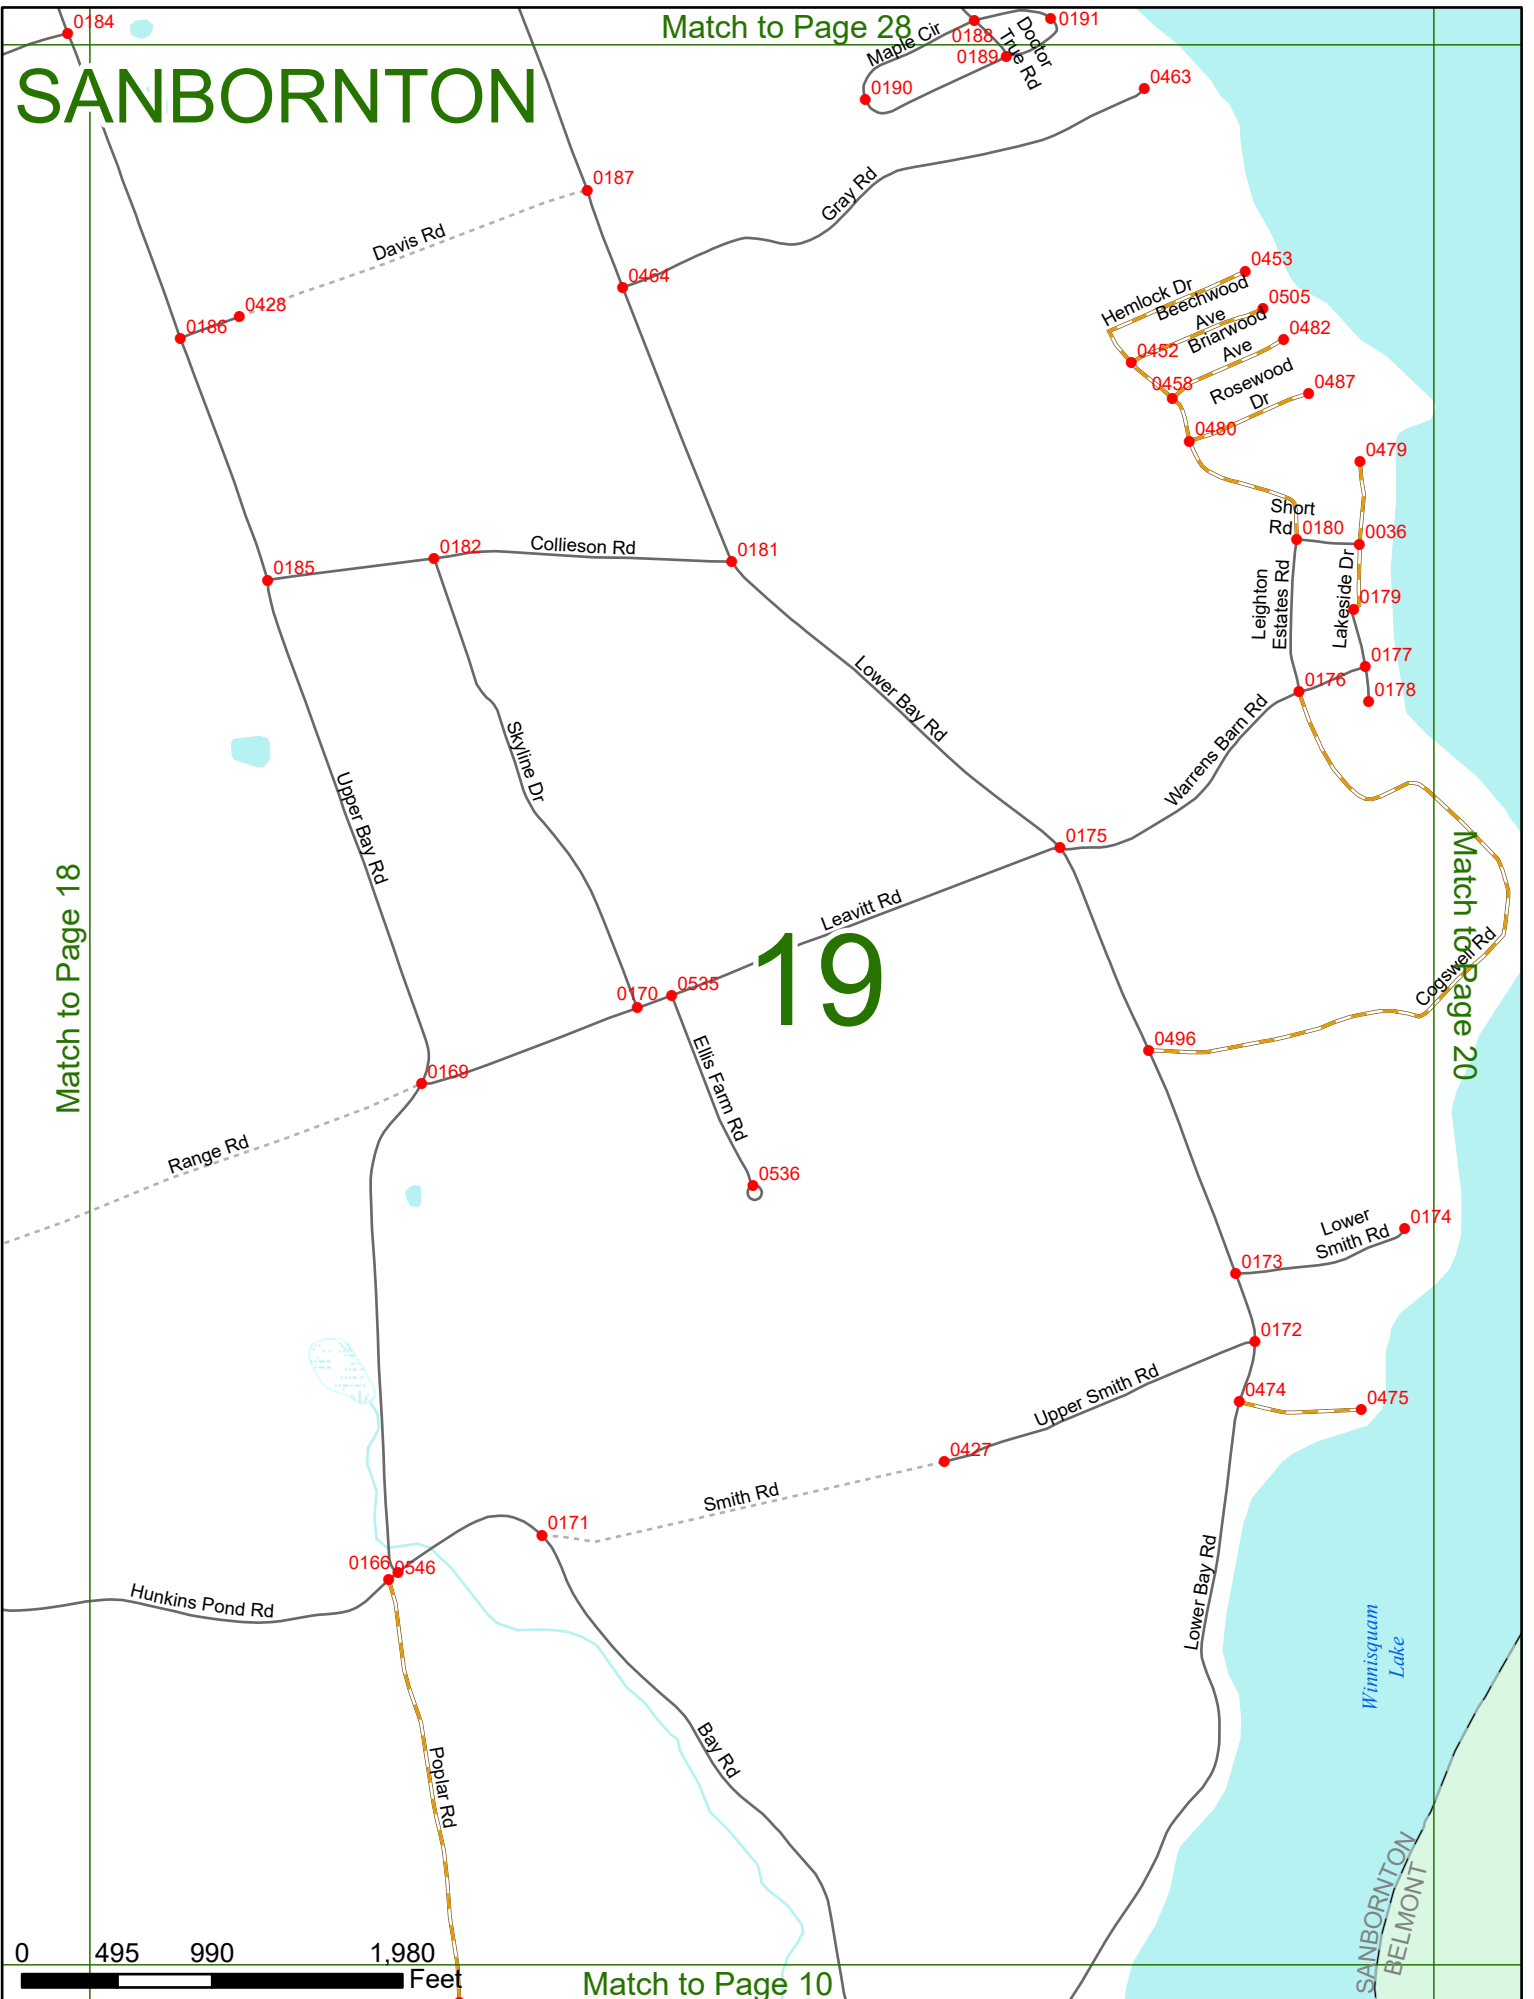 0184
Match to Page 28
Maple Cir
0188
Doctor
True Rd
0191
0189
SANBORNTON
0190
0463
0187
Gray Rd
Davis Rd
0464
0453
Hemlock Dr
Beechwood
Ave
0505
0428
0186
Briarwood
Ave
0482
0452
0458
Rosewood
Dr
0487
0480
0479
Short
Rd
0180
0036
0182
Collieson Rd
0181
0185
Leighton
Estates Rd
Lakeside Dr
0179
0177
0176
0178
Lower Bay Rd
Skyline Dr
Warrens Barn Rd
Upper Bay Rd
0175
Match to Page 18
Match to Page 20
Leavitt Rd
19
Cogswell Rd
0170
0535
0496
Ellis Farm Rd
0169
Range Rd
0536
Lower
Smith Rd
0174
0173
0172
Upper Smith Rd
0474
0475
0427
Smith Rd
0171
0166
0546
Lower Bay Rd
Hunkins Pond Rd
Winnisquam
Lake
Bay Rd
Poplar Rd
SANBORNTON
BELMONT
0 495 990 1,980
Feet
Match to Page 10